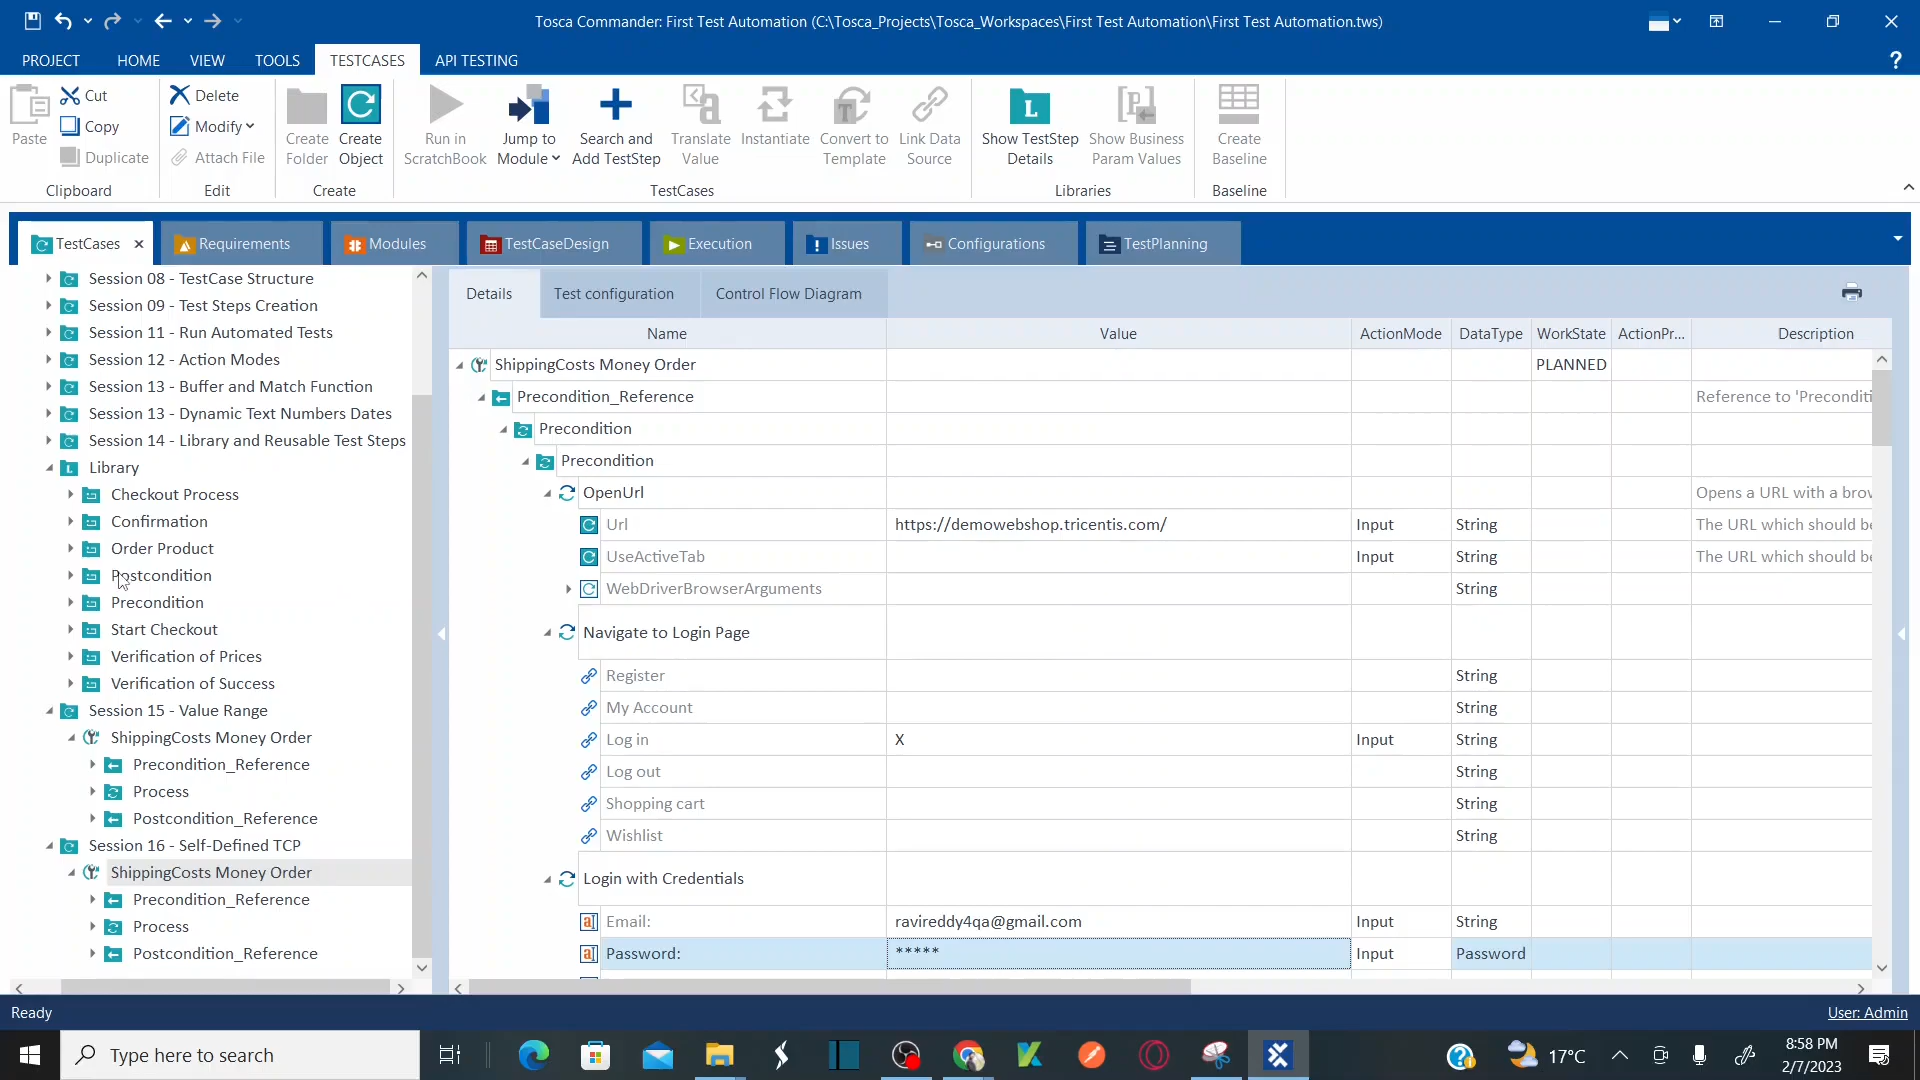 Tosca Commander: First Test Automation (C:\Tosca_Projects\Tosca_Workspaces\First Test Automation\First Test Automation.tws)
PROJECT HOME VIEW TOOLS TESTCASES API TESTING ?
Paste Cut Copy Duplicate
Clipboard
Delete Modify Attach File
Edit
Create Folder Create Object
Create
Run in ScratchBook Jump to Module Search and Add TestStep Translate Value Instantiate Convert to Template Link Data Source
TestCases
Show TestStep Details Show Business Param Values
Libraries
Create Baseline
Baseline
TestCases Requirements Modules TestCaseDesign Execution Issues Configurations TestPlanning
Session 08 - TestCase Structure
Session 09 - Test Steps Creation
Session 11 - Run Automated Tests
Session 12 - Action Modes
Session 13 - Buffer and Match Function
Session 13 - Dynamic Text Numbers Dates
Session 14 - Library and Reusable Test Steps
Library
Checkout Process
Confirmation
Order Product
Postcondition
Precondition
Start Checkout
Verification of Prices
Verification of Success
Session 15 - Value Range
ShippingCosts Money Order
Precondition_Reference
Process
Postcondition_Reference
Session 16 - Self-Defined TCP
ShippingCosts Money Order
Precondition_Reference
Process
Postcondition_Reference
Details Test configuration Control Flow Diagram
Name Value ActionMode DataType WorkState ActionPr... Description
ShippingCosts Money Order PLANNED
Precondition_Reference Reference to 'Preconditi
Precondition
Precondition
OpenUrl Opens a URL with a brow
Url https://demowebshop.tricentis.com/ Input String The URL which should be
UseActiveTab Input String The URL which should be
WebDriverBrowserArguments String
Navigate to Login Page
Register String
My Account String
Log in X Input String
Log out String
Shopping cart String
Wishlist String
Login with Credentials
Email: ravireddy4qa@gmail.com Input String
Password: ***** Input Password
Ready User: Admin
Type here to search 17°C 8:58 PM
2/7/2023